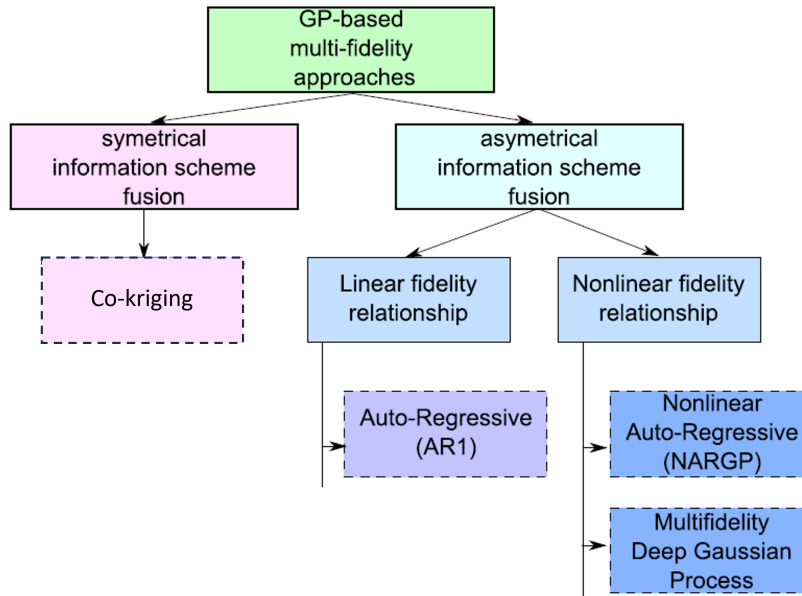 GP-based
multi-fidelity
approaches
symetrical
information scheme
fusion
asymetrical
information scheme
fusion
Co-kriging
Linear fidelity
relationship
Nonlinear fidelity
relationship
Auto-Regressive
(AR1)
Nonlinear
Auto-Regressive
(NARGP)
Multifidelity
Deep Gaussian
Process